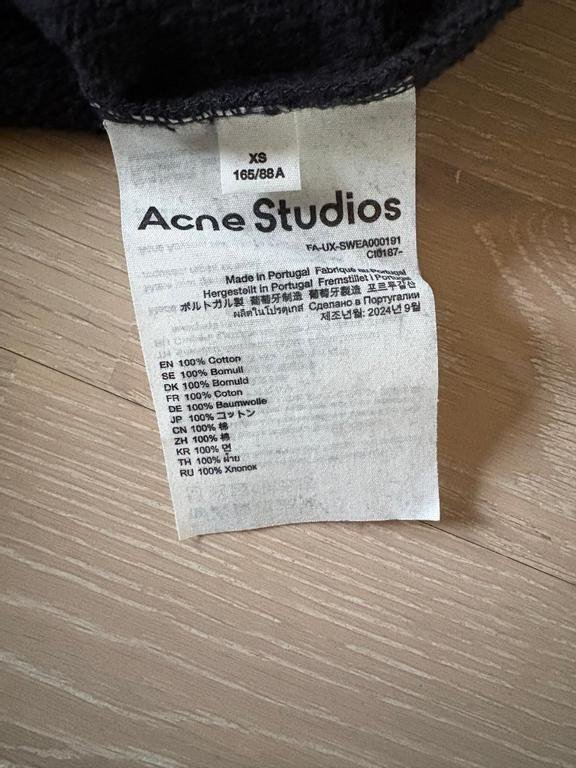 XS
165/88A
Acne Studios
FA-UX-SWEA000191
CI0187-
Made in Portugal Fabriqué au Portugal
Hergestellt in Portugal Fremstillet i Portugal
ポルトガル製 葡萄牙制造 葡萄牙製造 포르투갈산
ผลิตในโปรตุเกส Сделано в Португалии
제조년월: 2024년 9월
EN 100% Cotton
SE 100% Bomull
DK 100% Bomuld
FR 100% Coton
DE 100% Baumwolle
JP 100% コットン
CN 100% 棉
ZH 100% 棉
KR 100% 면
TH 100% ฝ้าย
RU 100% Хлопок